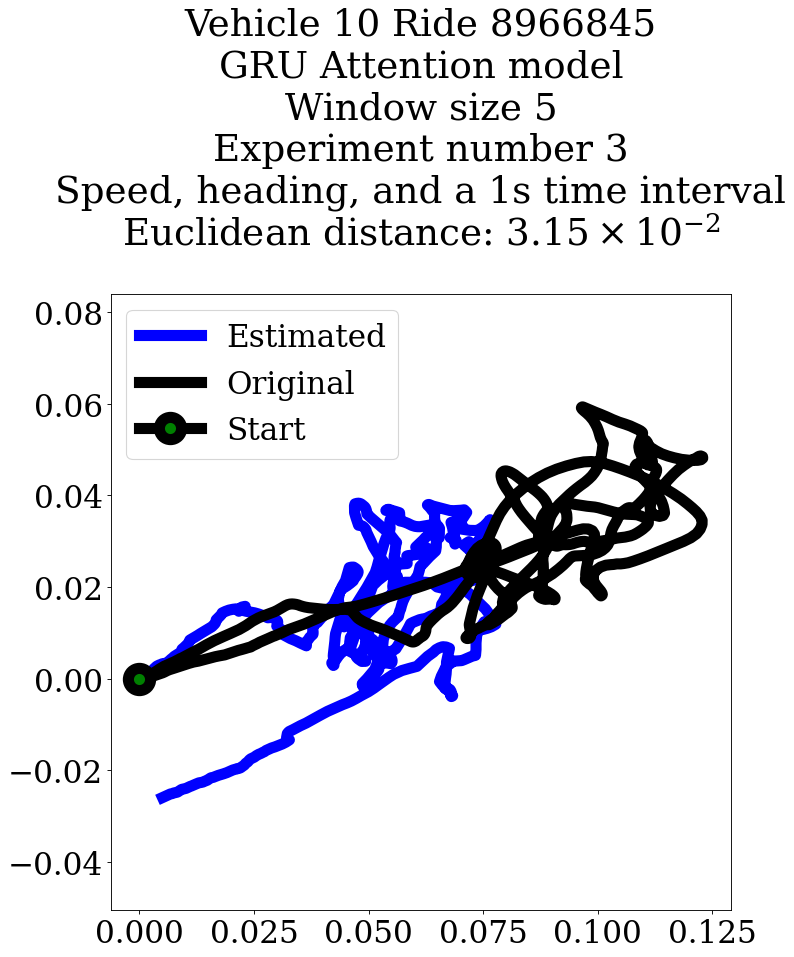 Vehicle 10 Ride 8966845
GRU Attention model
Window size 5
Experiment number 3
Speed, heading, and a 1s time interval
Euclidean distance: 3.15 × 10⁻²
Estimated
Original
Start
0.08
0.06
0.04
0.02
0.00
−0.02
−0.04
0.000 0.025 0.050 0.075 0.100 0.125